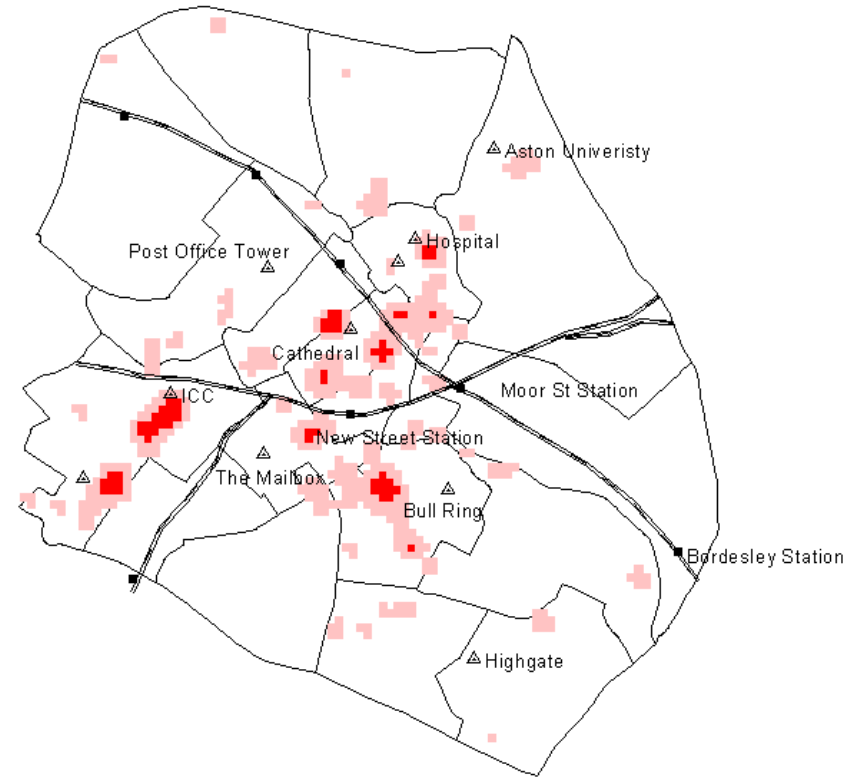 Aston Univeristy
Hospital
Post Office Tower
Cathedral
Moor St Station
ICC
New Street Station
The Mailbox
Bull Ring
Bordesley Station
Highgate